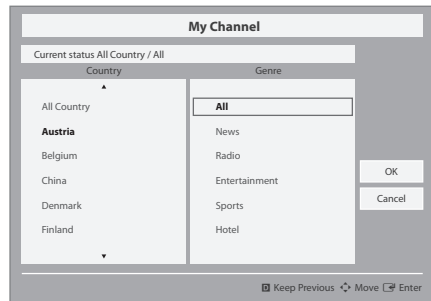 My Channel
Current status All Country / All
Country
Genre
All Country
Austria
Belgium
China
Denmark
Finland
All
News
Radio
Entertainment
Sports
Hotel
OK
Cancel
D Keep Previous Move Enter